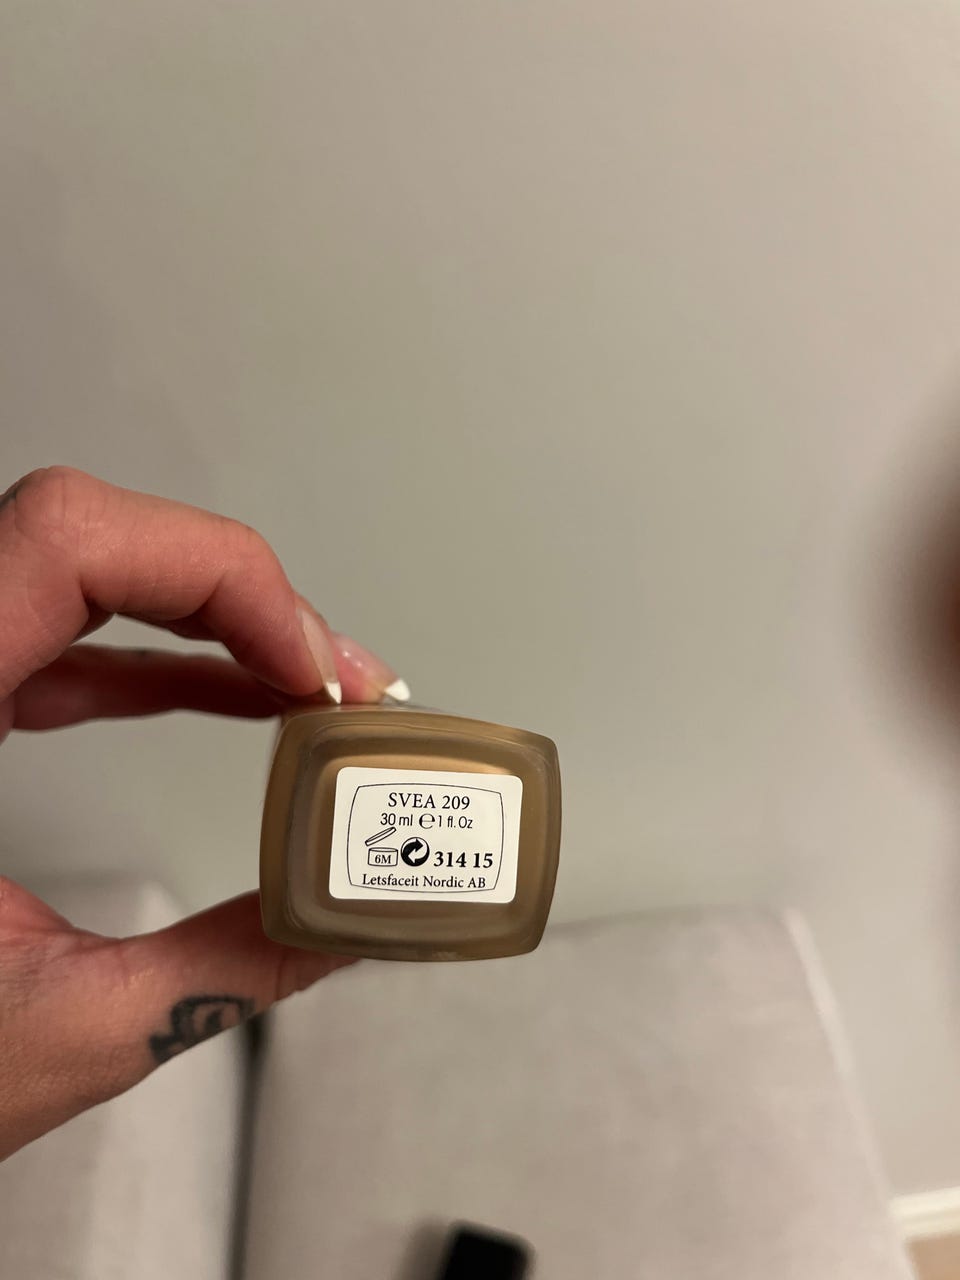 SVEA 209
30 ml ℮ 1 fl. Oz
6M 314 15
Letsfaceit Nordic AB